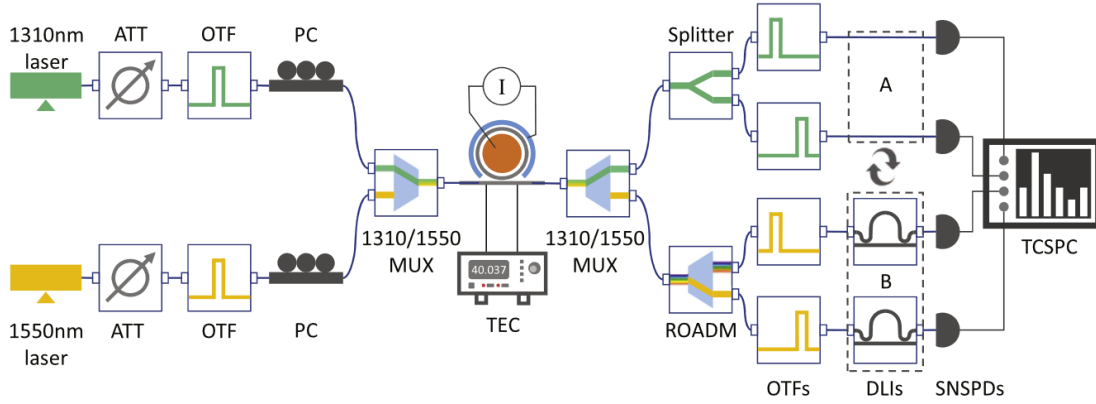 1310nm
laser
ATT
OTF
PC
I
Splitter
A
1310/1550
MUX
1310/1550
MUX
40.037
TEC
TCSPC
1550nm
laser
ATT
OTF
PC
ROADM
B
OTFs
DLIs
SNSPDs